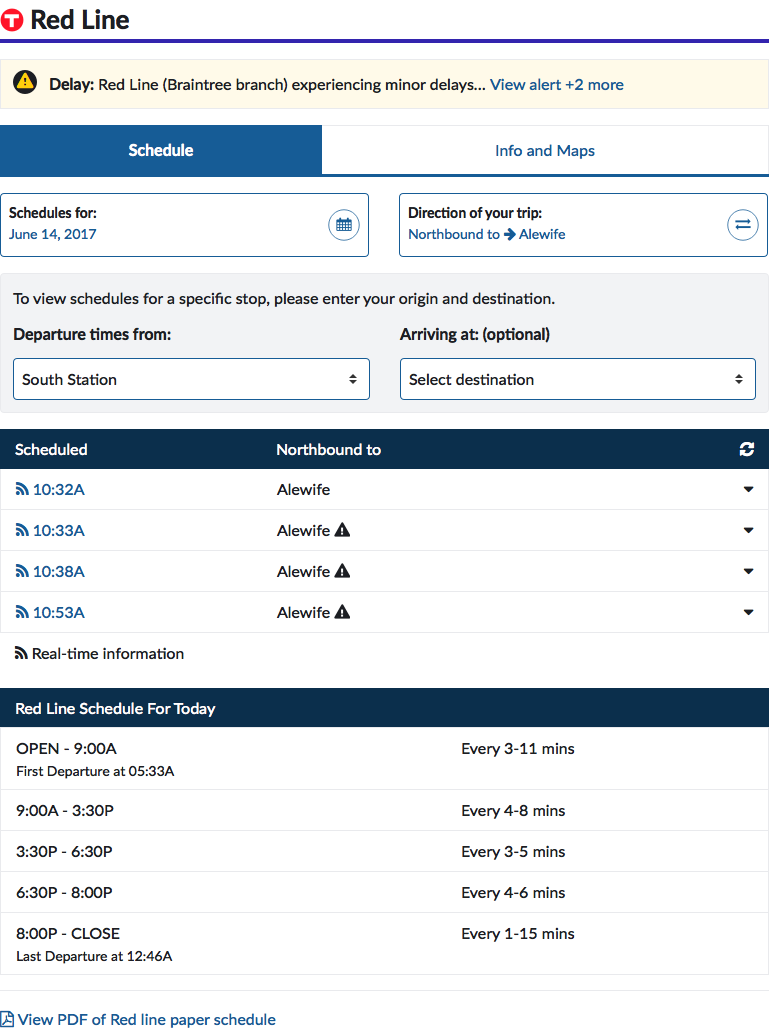 T Red Line
Delay: Red Line (Braintree branch) experiencing minor delays... View alert +2 more
Schedule
Info and Maps
Schedules for:
June 14, 2017
Direction of your trip:
Northbound to Alewife
To view schedules for a specific stop, please enter your origin and destination.
Departure times from:
Arriving at: (optional)
South Station
Select destination
Scheduled Northbound to
10:32A Alewife
10:33A Alewife
10:38A Alewife
10:53A Alewife
Real-time information
Red Line Schedule For Today
OPEN - 9:00A Every 3-11 mins
First Departure at 05:33A
9:00A - 3:30P Every 4-8 mins
3:30P - 6:30P Every 3-5 mins
6:30P - 8:00P Every 4-6 mins
8:00P - CLOSE Every 1-15 mins
Last Departure at 12:46A
View PDF of Red line paper schedule